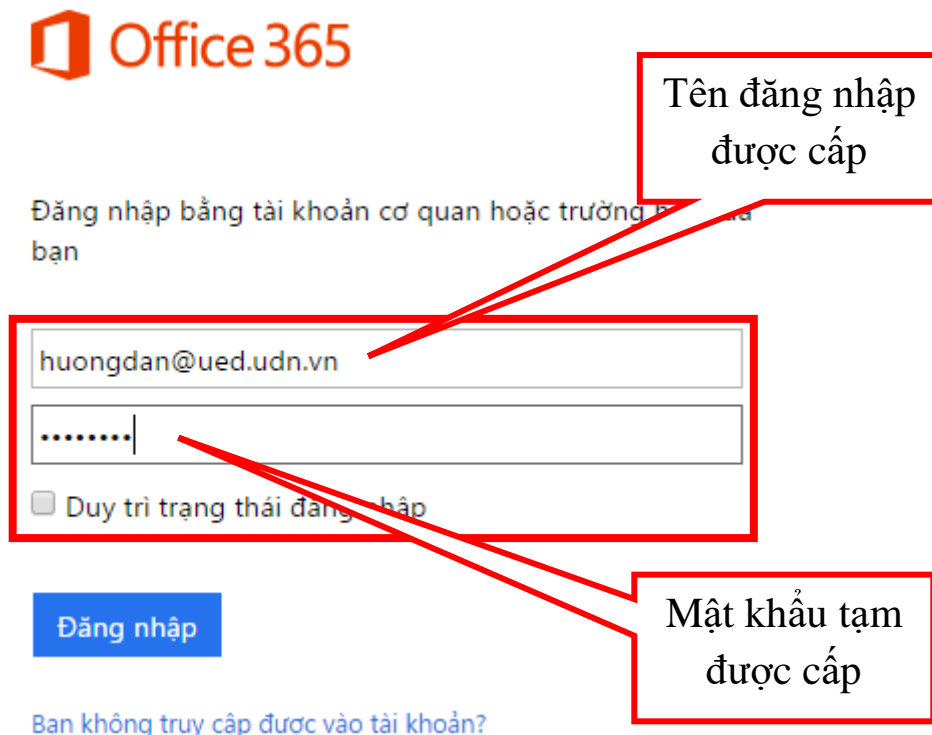 Office 365
Tên đăng nhập
được cấp
Đăng nhập bằng tài khoản cơ quan hoặc trường
bạn
huongdan@ued.udn.vn
••••••••
Duy trì trạng thái đăng nhập
Đăng nhập
Mật khẩu tạm
được cấp
Bạn không truy cập được vào tài khoản?